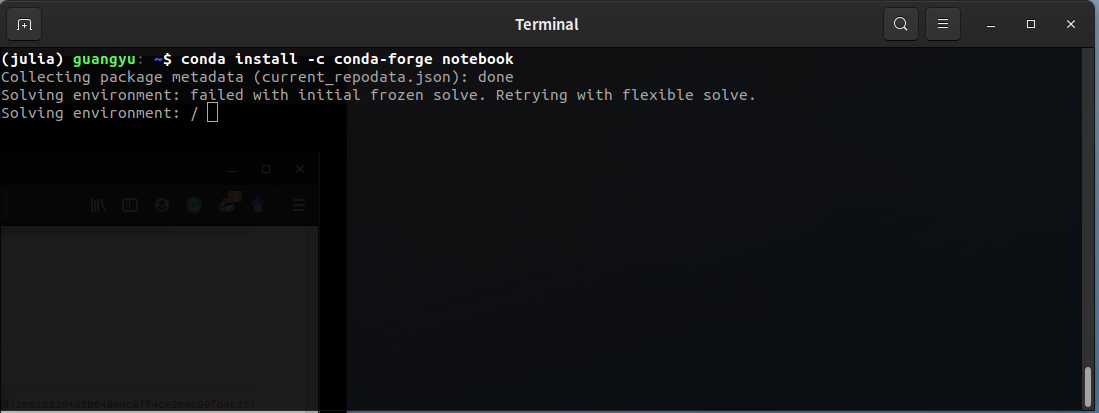 Terminal
(julia) guangyu: ~$ conda install -c conda-forge notebook
Collecting package metadata (current_repodata.json): done
Solving environment: failed with initial frozen solve. Retrying with flexible solve.
Solving environment: /